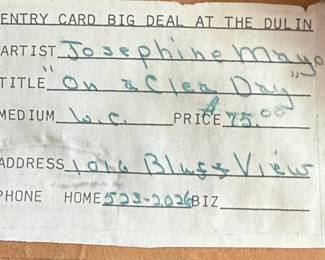 ENTRY CARD BIG DEAL AT THE DULIN
ARTIST Josephine Mayo
TITLE "On a Clea Day"
MEDIUM W.C. PRICE 75.00
ADDRESS 1016 Bluff View
PHONE HOME 523-2026 BIZ